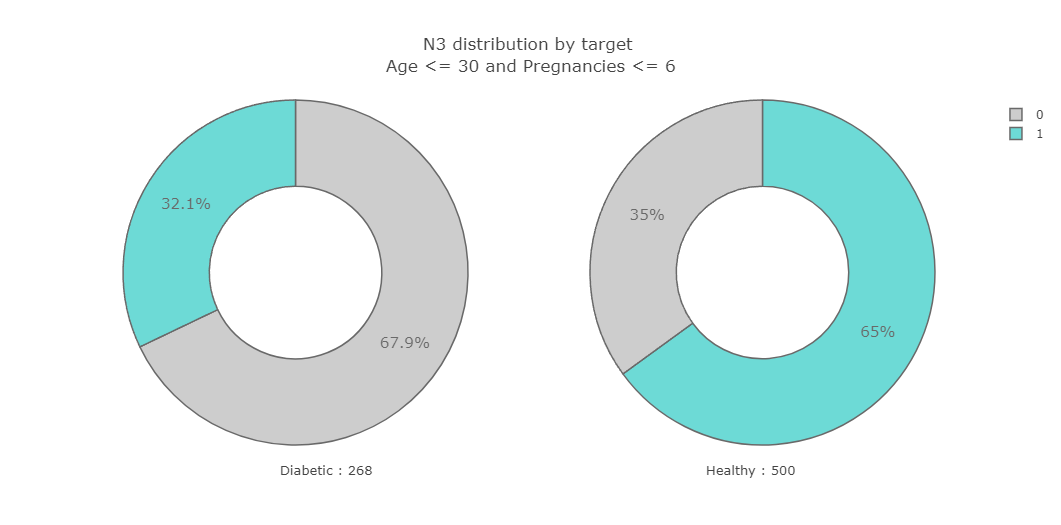 N3 distribution by target
Age <= 30 and Pregnancies <= 6
0
1
32.1%
67.9%
35%
65%
Diabetic : 268
Healthy : 500